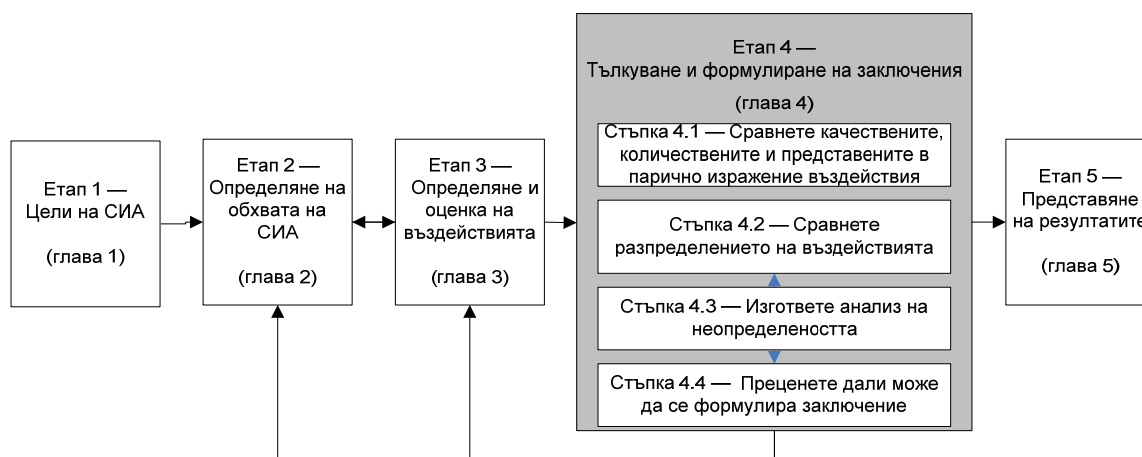 Етап 1 —
Цели на СИА
(глава 1)
Етап 2 —
Определяне на
обхвата на
СИА
(глава 2)
Етап 3 —
Определяне и
оценка на
въздействията
(глава 3)
Етап 4 —
Тълкуване и формулиране на заключения
(глава 4)
Стъпка 4.1 — Сравнете качествените,
количествените и представените в
парично изражение въздействия
Стъпка 4.2 — Сравнете
разпределението на въздействията
Стъпка 4.3 — Изгответе анализ на
неопределеността
Стъпка 4.4 — Преценете дали може
да се формулира заключение
Етап 5 —
Представяне
на резултатите
(глава 5)